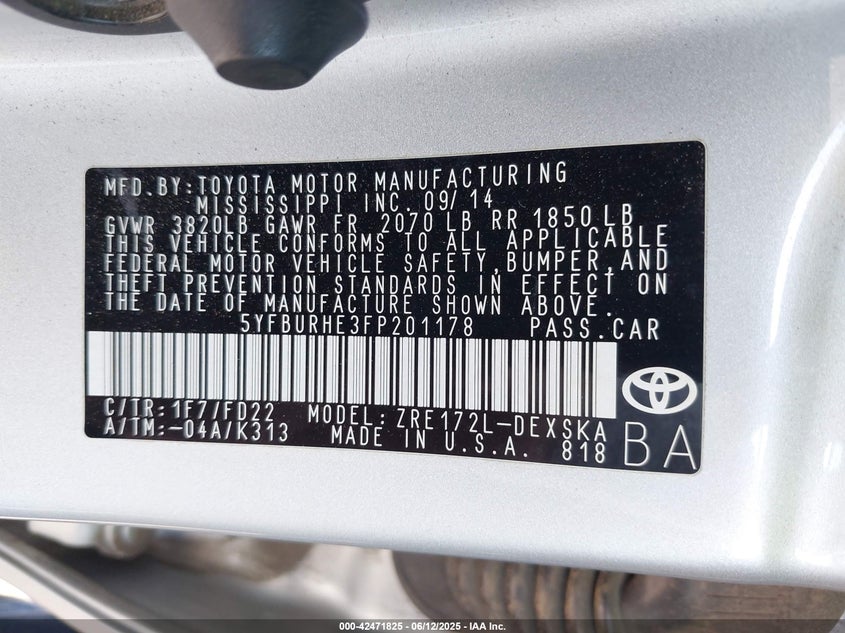 MFD.BY:TOYOTA MOTOR MANUFACTURING
MISSISSIPPI INC. 09/14
GVWR 3820LB GAWR FR 2070 LB RR 1850 LB
THIS VEHICLE CONFORMS TO ALL APPLICABLE
FEDERAL MOTOR VEHICLE SAFETY,BUMPER,AND
THEFT PREVENTION STANDARDS IN EFFECT ON
THE DATE OF MANUFACTURE SHOWN ABOVE.
5YFBURHE3FP201178 PASS.CAR
C/TR:1F7/FD22 MODEL:ZRE172L-DEXSKA
A/TM:-04A/K313 MADE IN U.S.A. 818
BA
000-42471825 - 06/12/2025 - IAA Inc.